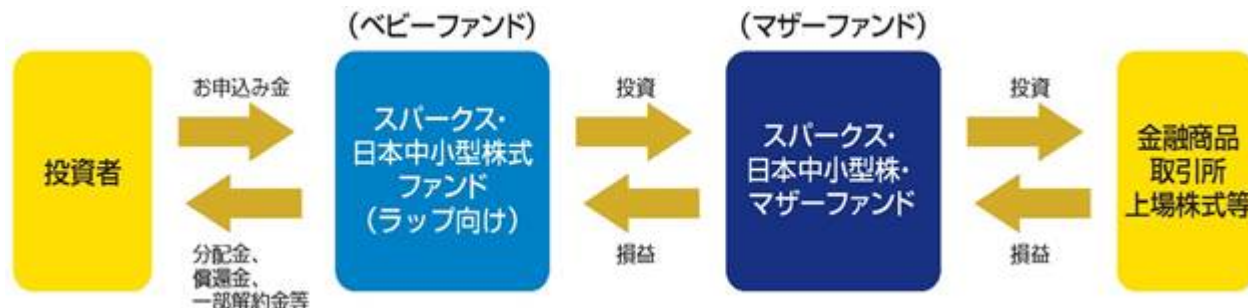 (ベビーファンド)
(マザーファンド)
投資者
お申込み金
分配金、
償還金、
一部解約金等
スパークス・
日本中小型株式
ファンド
(ラップ向け)
投資
損益
スパークス・
日本中小型株・
マザーファンド
投資
損益
金融商品
取引所
上場株式等